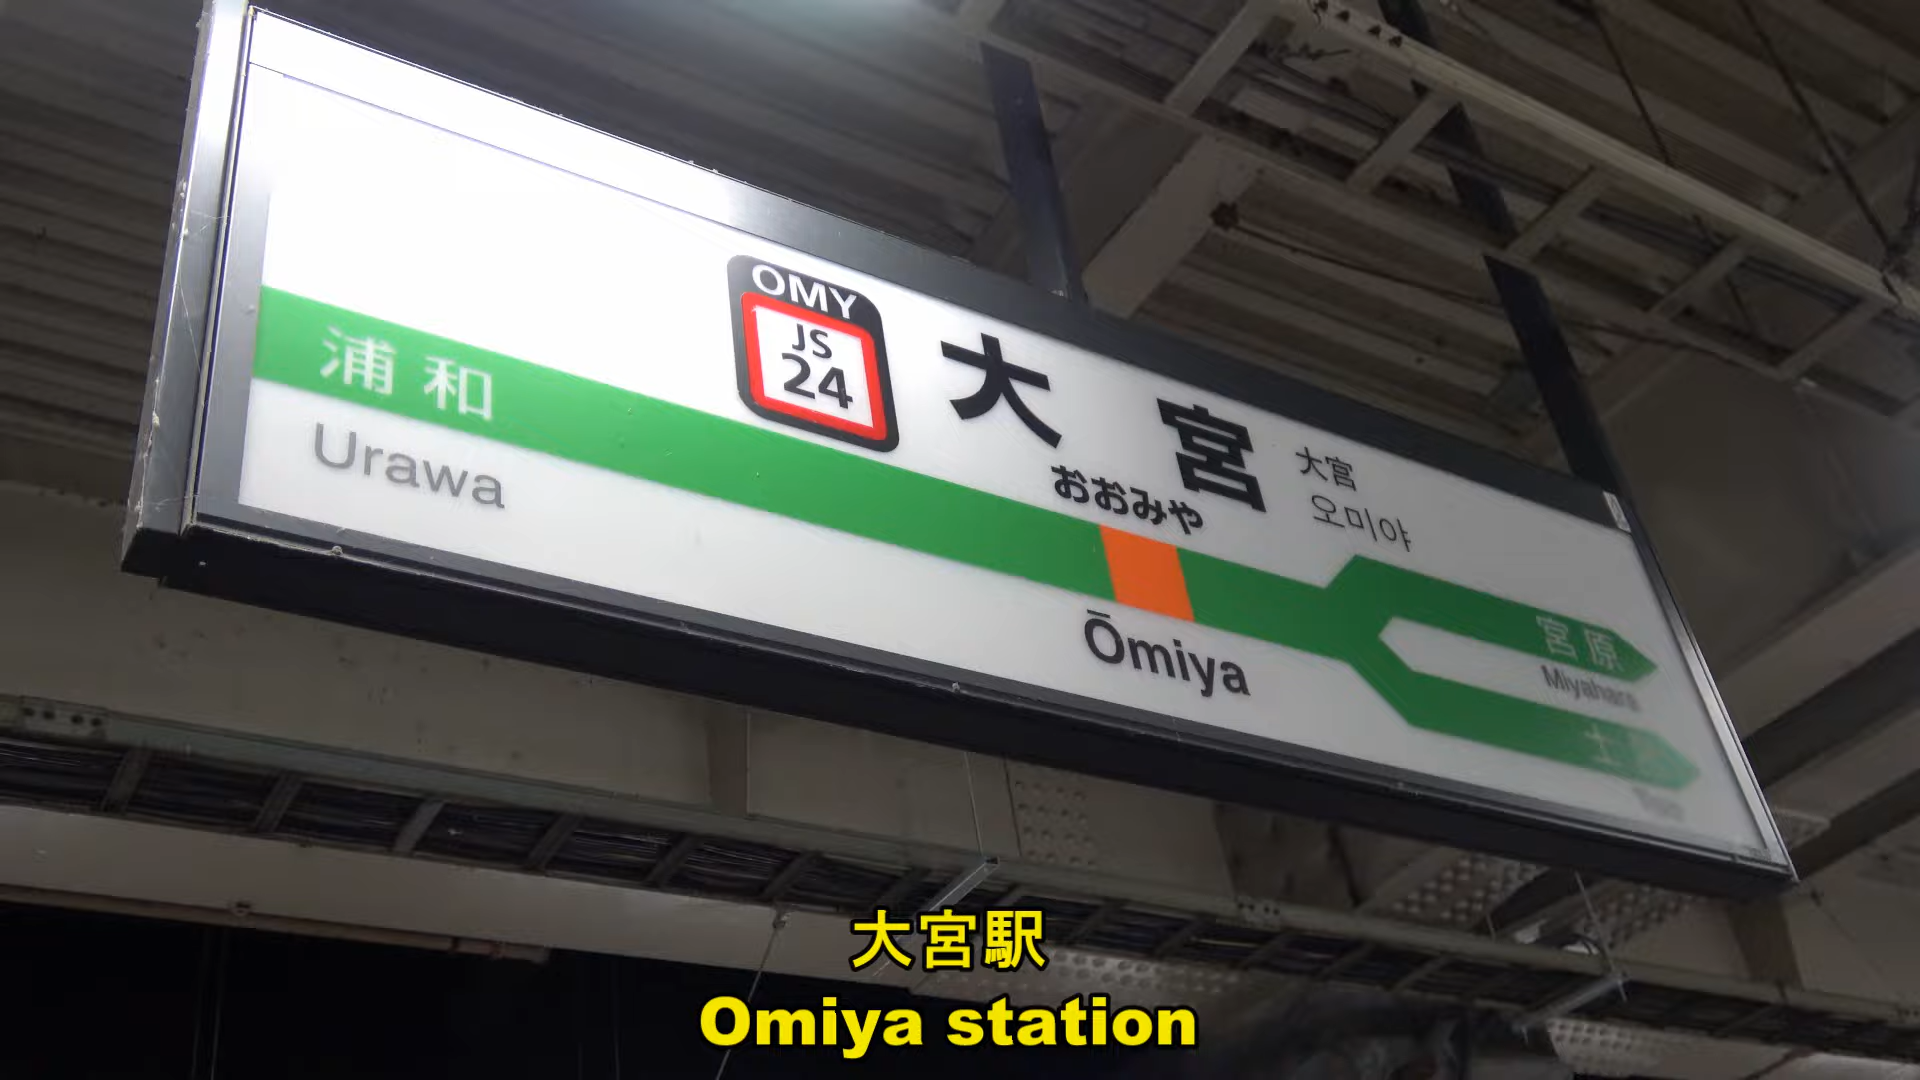 OMY
JS
24
大宮
おおみや
大宮
오미야
浦和
Urawa
Ōmiya
宮原
Miyahara
土
大宮駅
Omiya station